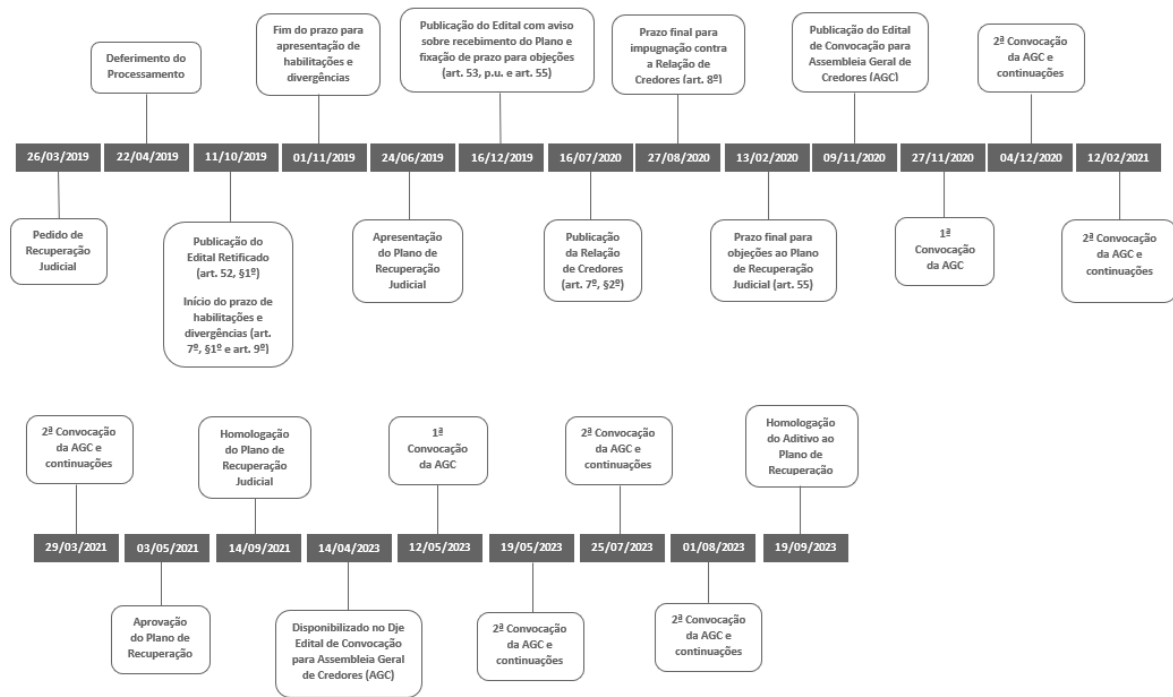 Deferimento do
Processamento
Fim do prazo para
apresentação de
habilitações e
divergências
Publicação do Edital com aviso
sobre recebimento do Plano e
fixação de prazo para objeções
(art. 53, p.u. e art. 55)
Prazo final para
impugnação contra
a Relação de
Credores (art. 8º)
Publicação do Edital
de Convocação para
Assembleia Geral
de Credores (AGC)
2ª Convocação
da AGC e
continuações
26/03/2019
22/04/2019
11/10/2019
01/11/2019
24/06/2019
16/12/2019
16/07/2020
27/08/2020
13/02/2020
09/11/2020
27/11/2020
04/12/2020
12/02/2021
Pedido de
Recuperação
Judicial
Publicação do
Edital Retificado
(art. 52, §1º)
Início do prazo de
habilitações e
divergências (art.
7º, §1º e art. 9º)
Apresentação
do Plano de
Recuperação
Judicial
Publicação
da Relação
de Credores
(art. 7º, §2º)
Prazo final para
objeções ao Plano
de Recuperação
Judicial (art. 55)
1ª
Convocação
da AGC
2ª Convocação
da AGC e
continuações
2ª Convocação
da AGC e
continuações
Homologação
do Plano de
Recuperação
Judicial
1ª
Convocação
da AGC
2ª Convocação
da AGC e
continuações
Homologação
do Aditivo ao
Plano de
Recuperação
29/03/2021
03/05/2021
14/09/2021
14/04/2023
12/05/2023
19/05/2023
25/07/2023
01/08/2023
19/09/2023
Aprovação
do Plano de
Recuperação
Disponibilizado no Dje
Edital de Convocação
para Assembleia Geral
de Credores (AGC)
2ª Convocação
da AGC e
continuações
2ª Convocação
da AGC e
continuações